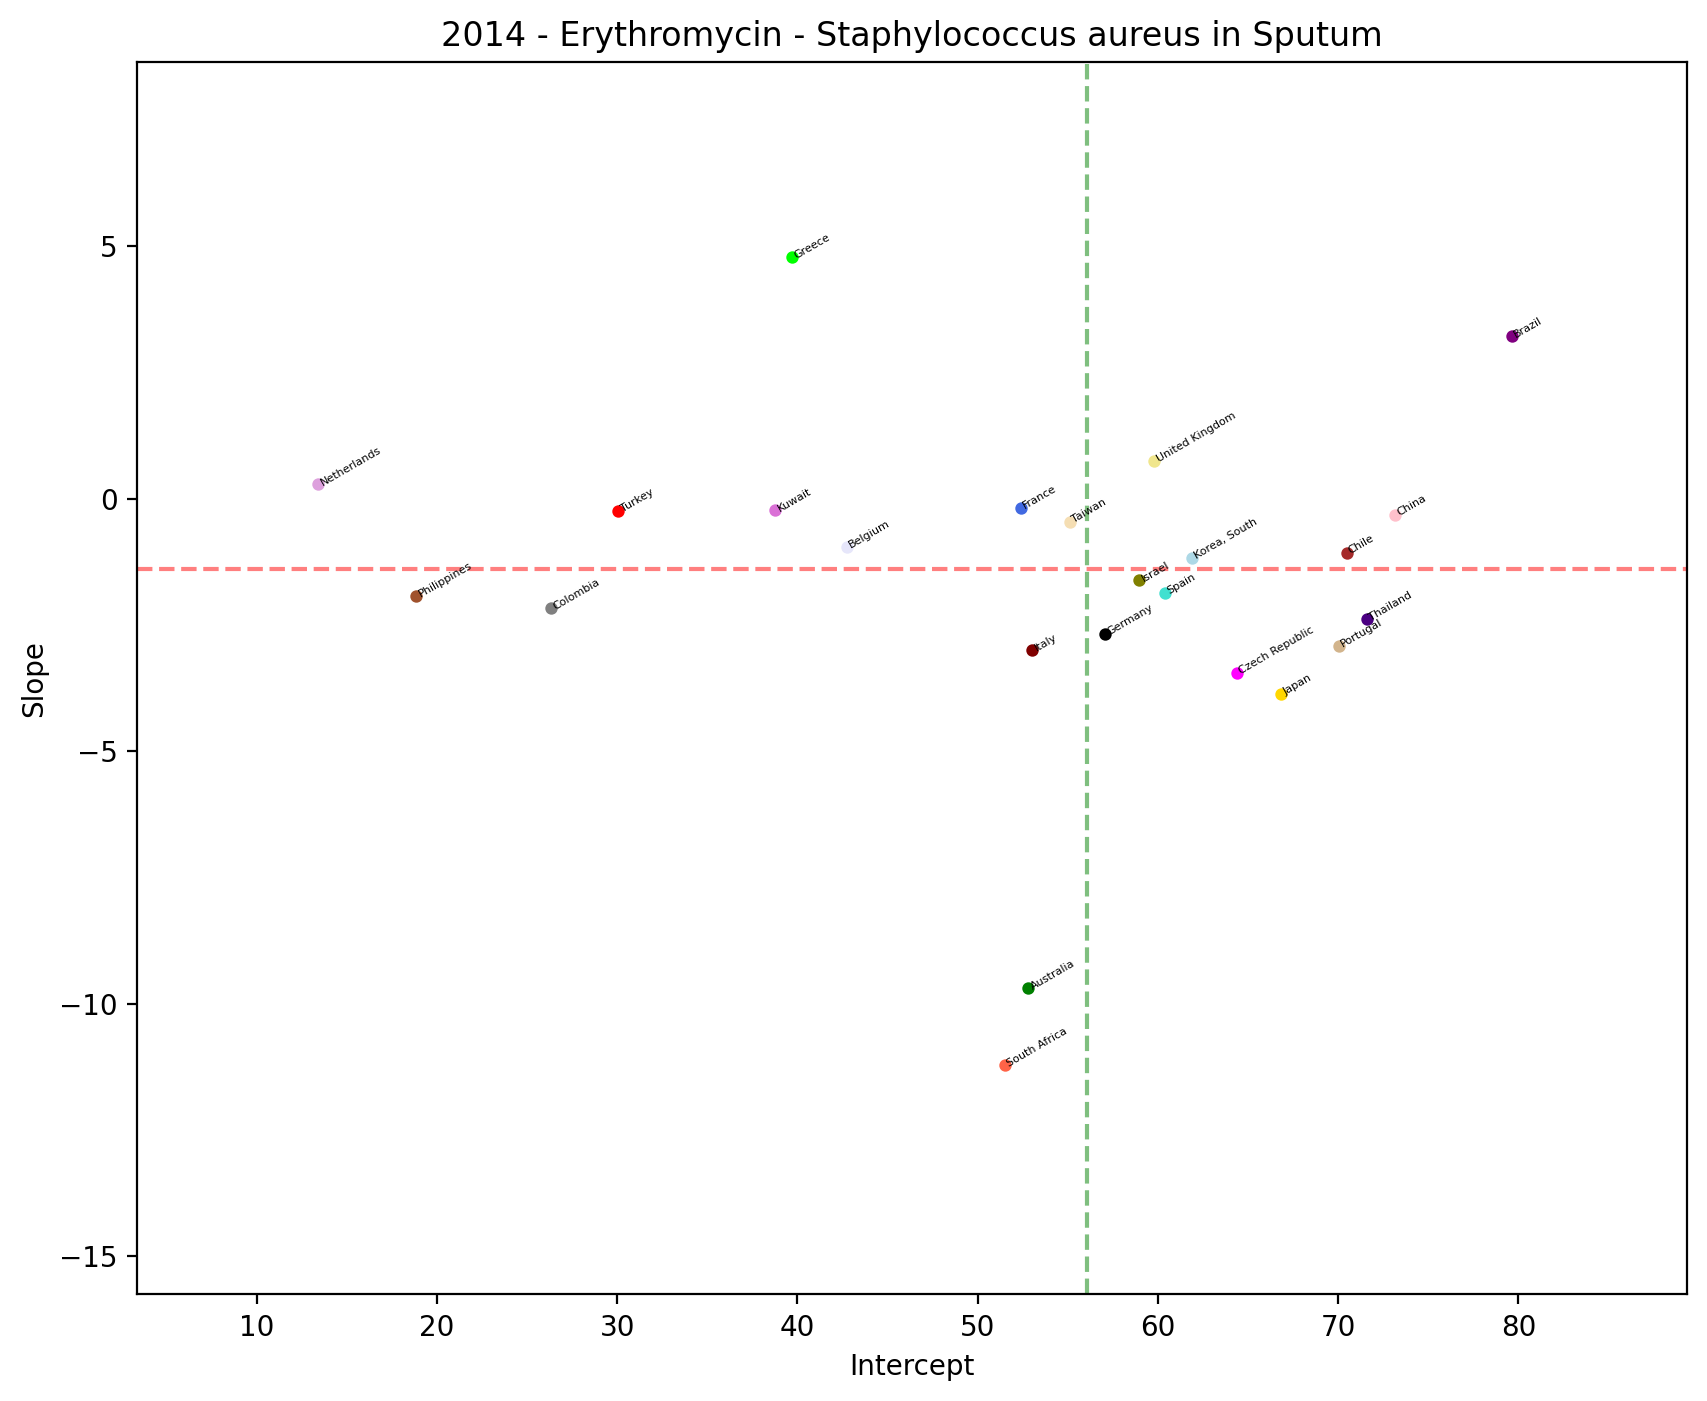 2014 - Erythromycin - Staphylococcus aureus in Sputum
Slope
5
0
−5
−10
−15
Greece
Brazil
United Kingdom
Netherlands
Turkey
Kuwait
France
Taiwan
China
Belgium
Korea, South
Chile
Philippines
Colombia
Israel
Spain
Germany
Italy
Thailand
Portugal
Czech Republic
Japan
Australia
South Africa
10 20 30 40 50 60 70 80
Intercept